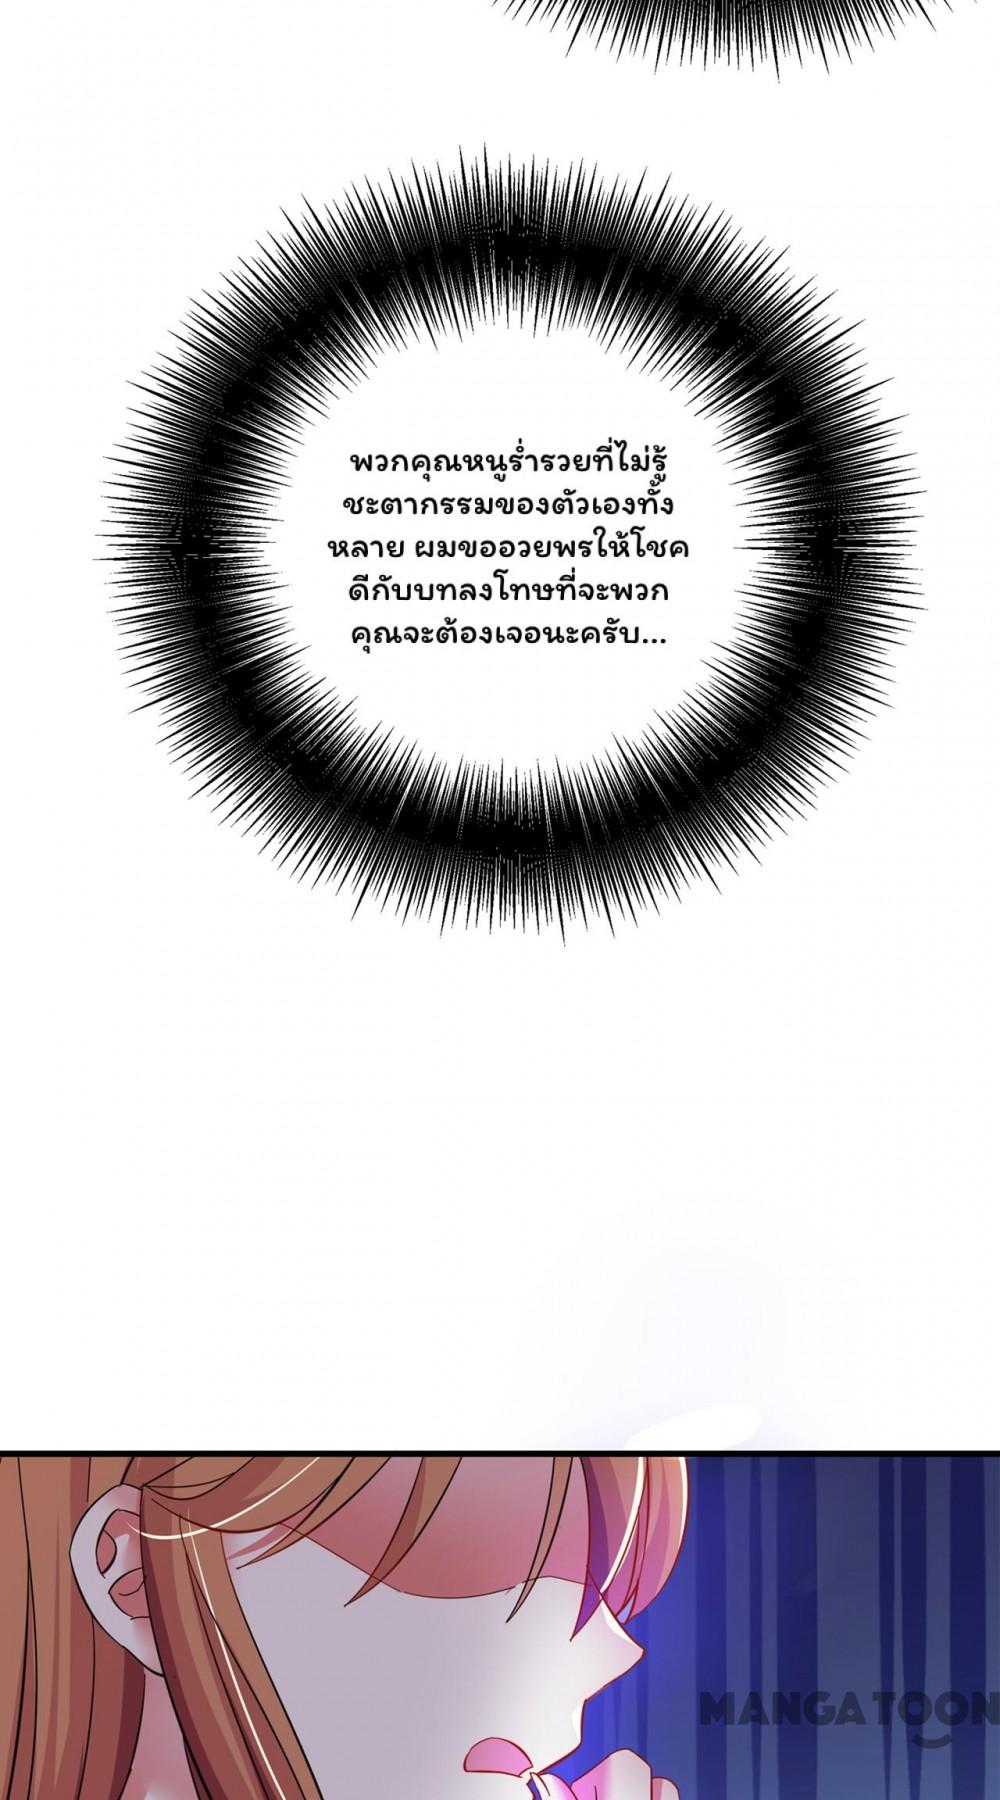 พวกคุณหนูร่ำรวยที่ไม่รู้
ชะตากรรมของตัวเองทั้ง
หลาย ผมขออวยพรให้โชค
ดีกับบทลงโทษที่จะพวก
คุณจะต้องเจอนะครับ...
MANGATOON